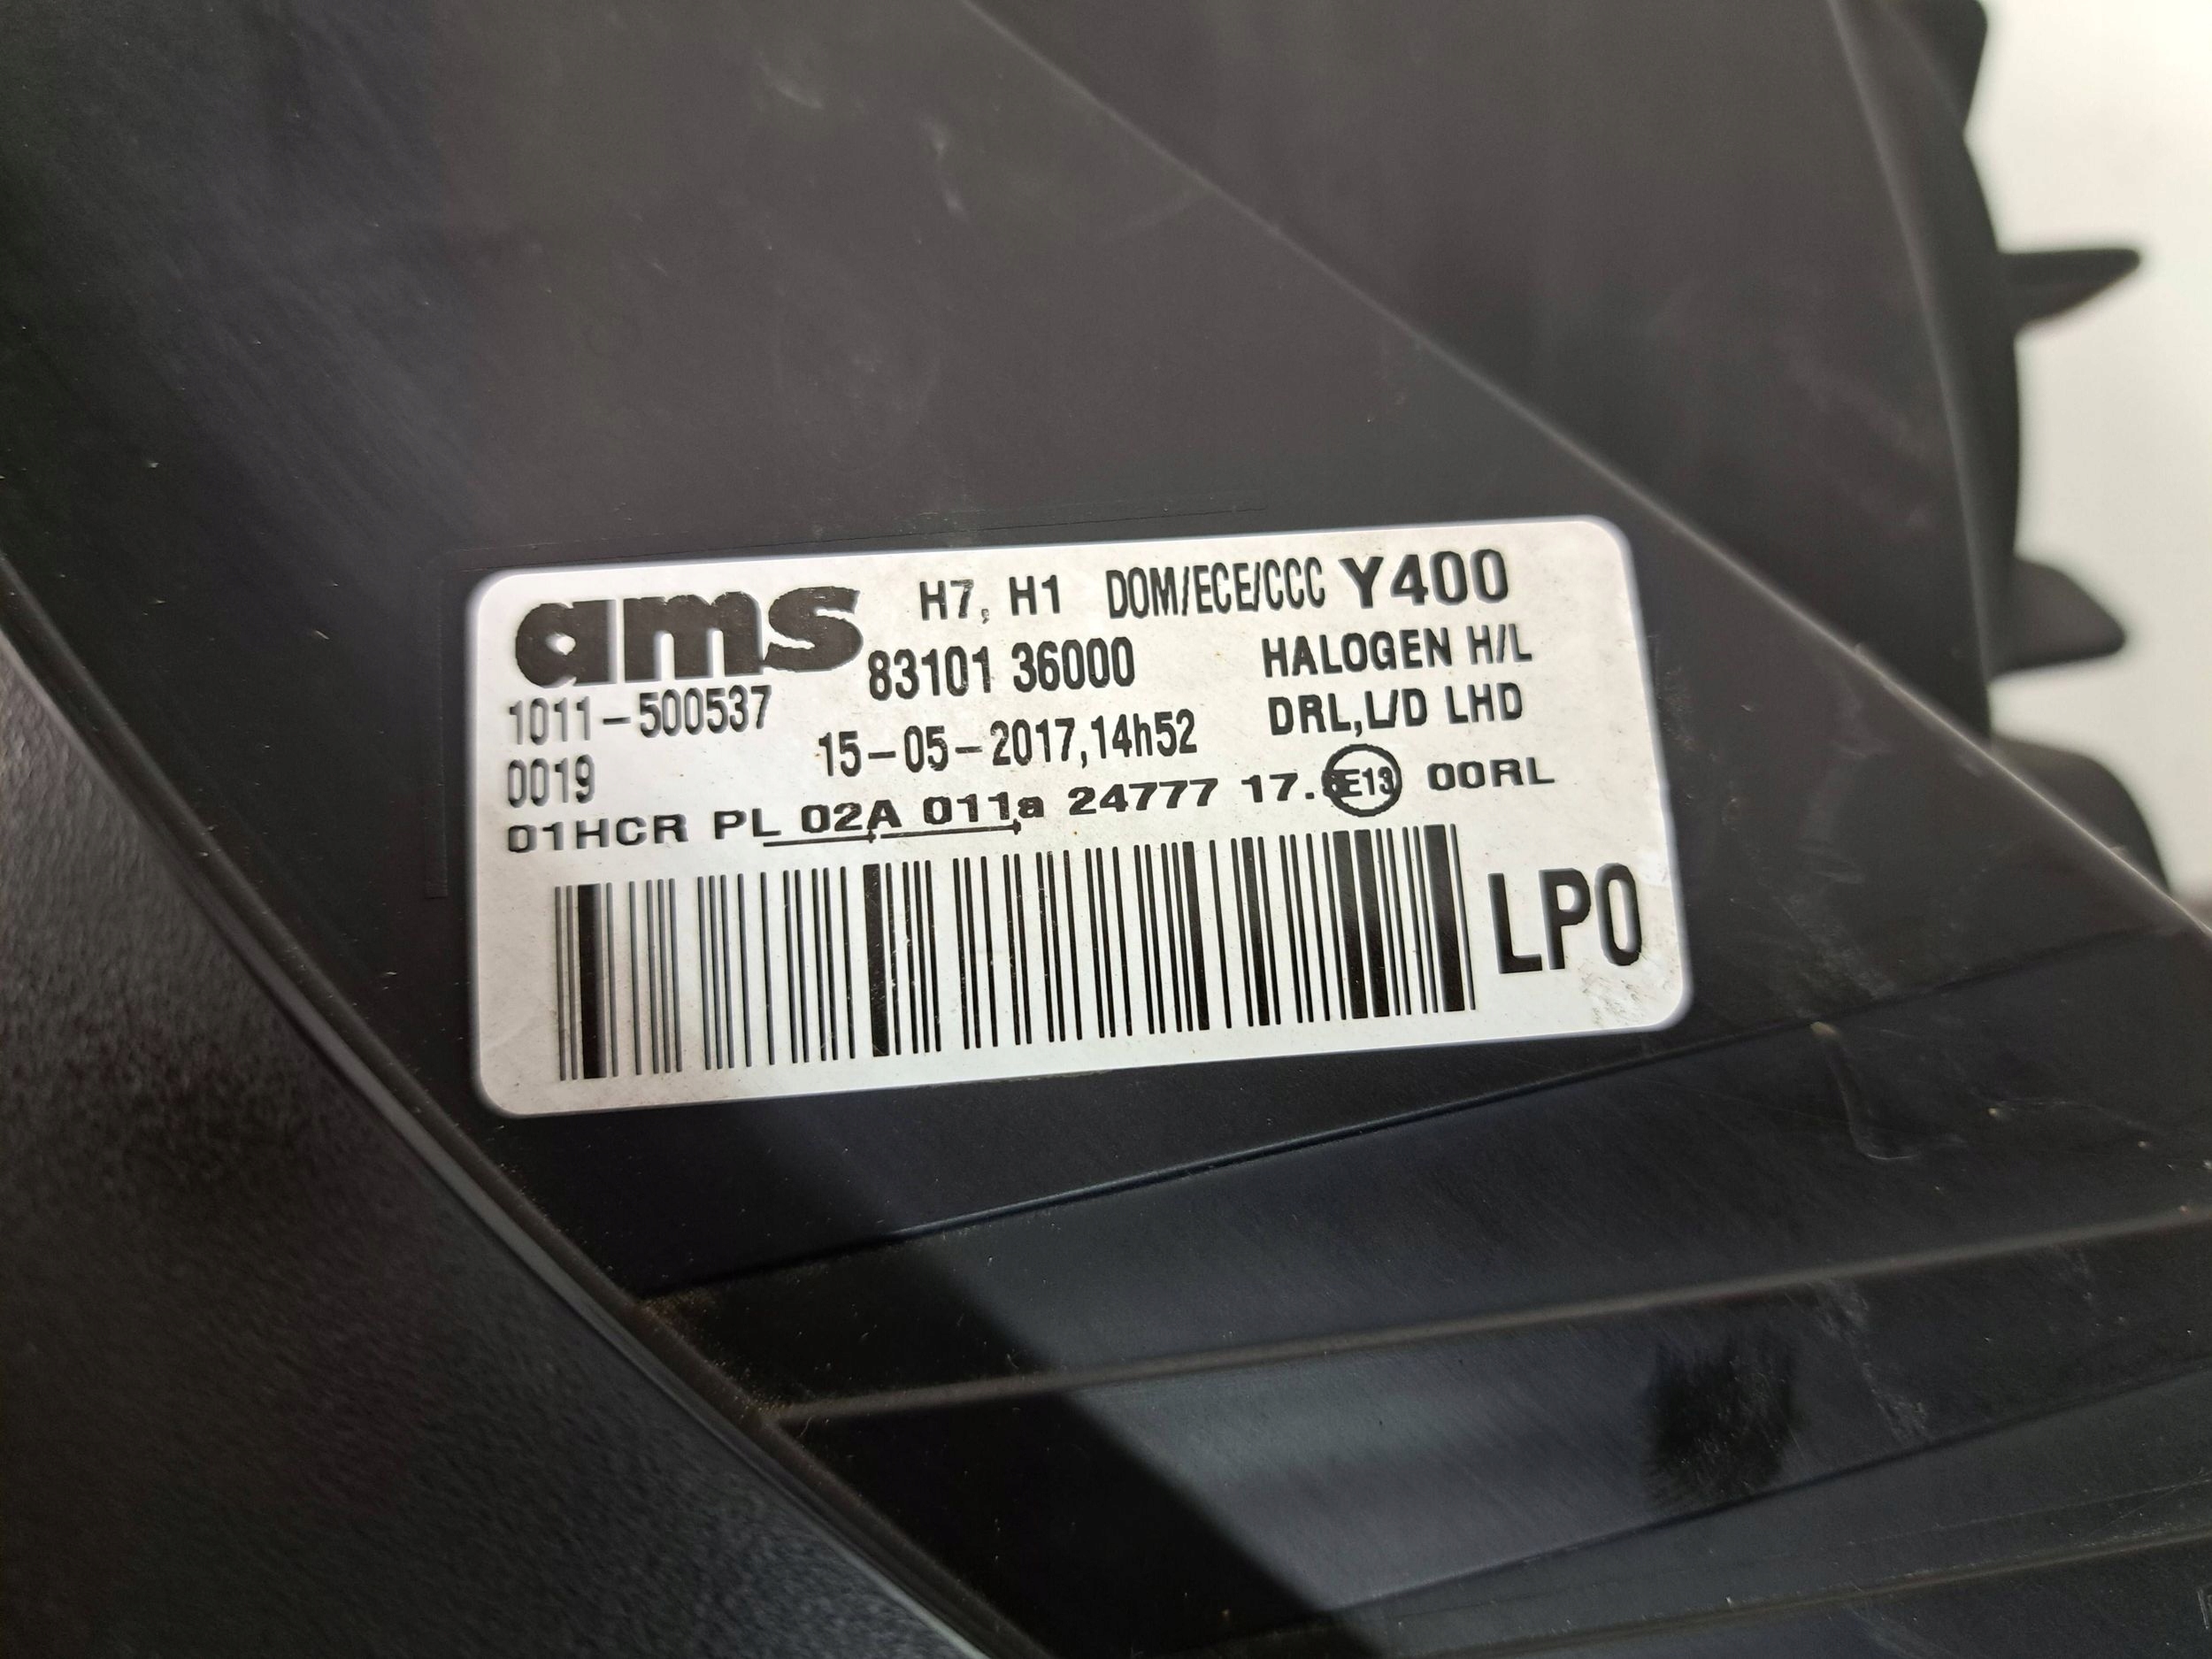 ams H7, H1 DOM/ECE/CCC Y400
83101 36000 HALOGEN H/L
1011-500537 15-05-2017,14h52 DRL,L/D LHD
0019
01HCR PL 02A 011a 24777 17. E13 00RL
LP0